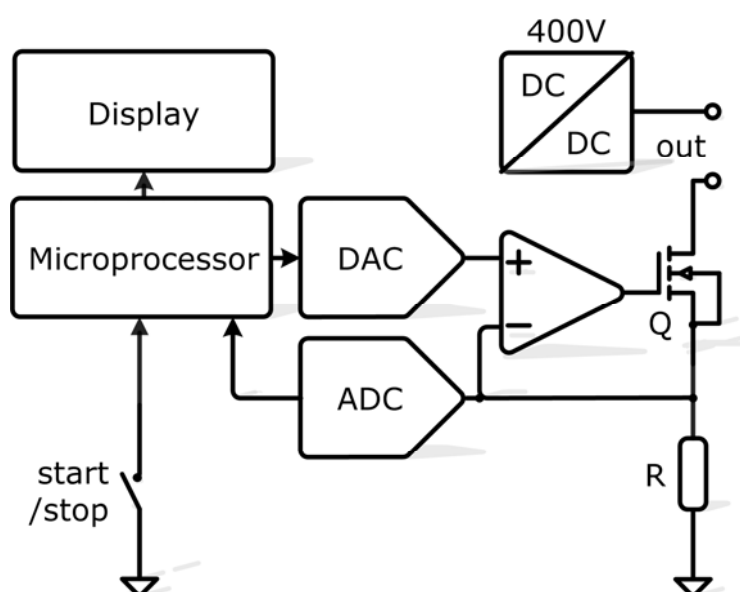 400V
DC
DC
out
Display
Microprocessor
DAC
+
−
Q
ADC
start
/stop
R